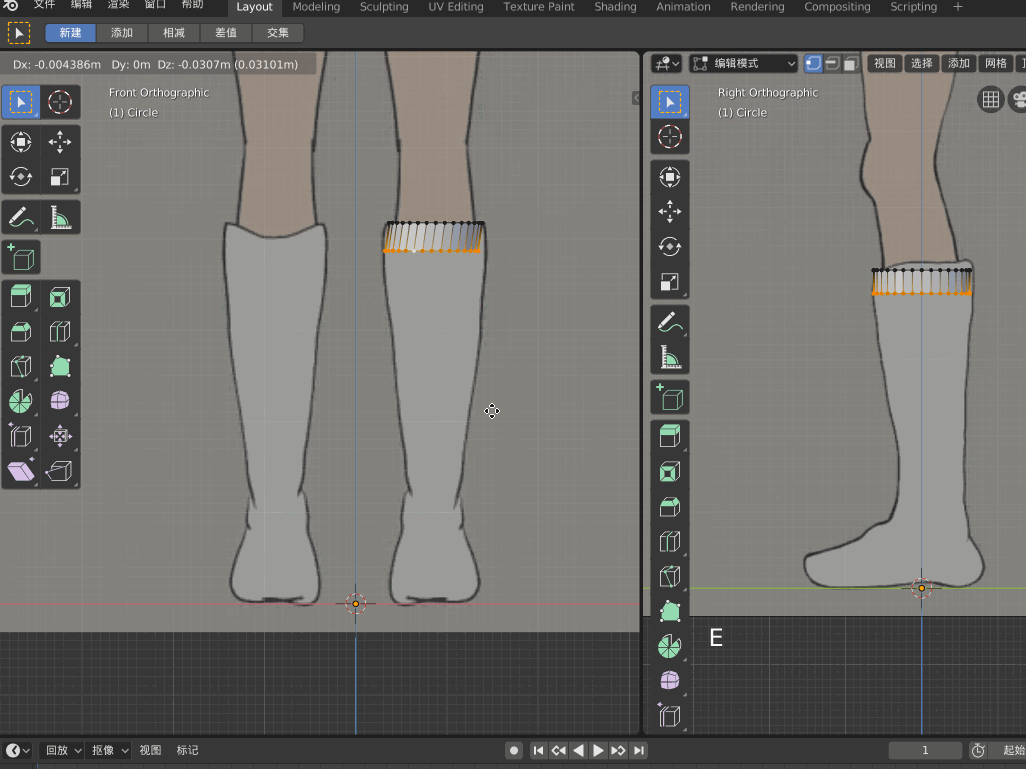 文件 编辑 渲染 窗口 帮助 Layout Modeling Sculpting UV Editing Texture Paint Shading Animation Rendering Compositing Scripting +
新建 添加 相减 差值 交集
Dx: -0.004386m Dy: 0m Dz: -0.0307m (0.03101m)
编辑模式 视图 选择 添加 网格
Front Orthographic
(1) Circle
Right Orthographic
(1) Circle
E
回放 抠像 视图 标记 1 起始